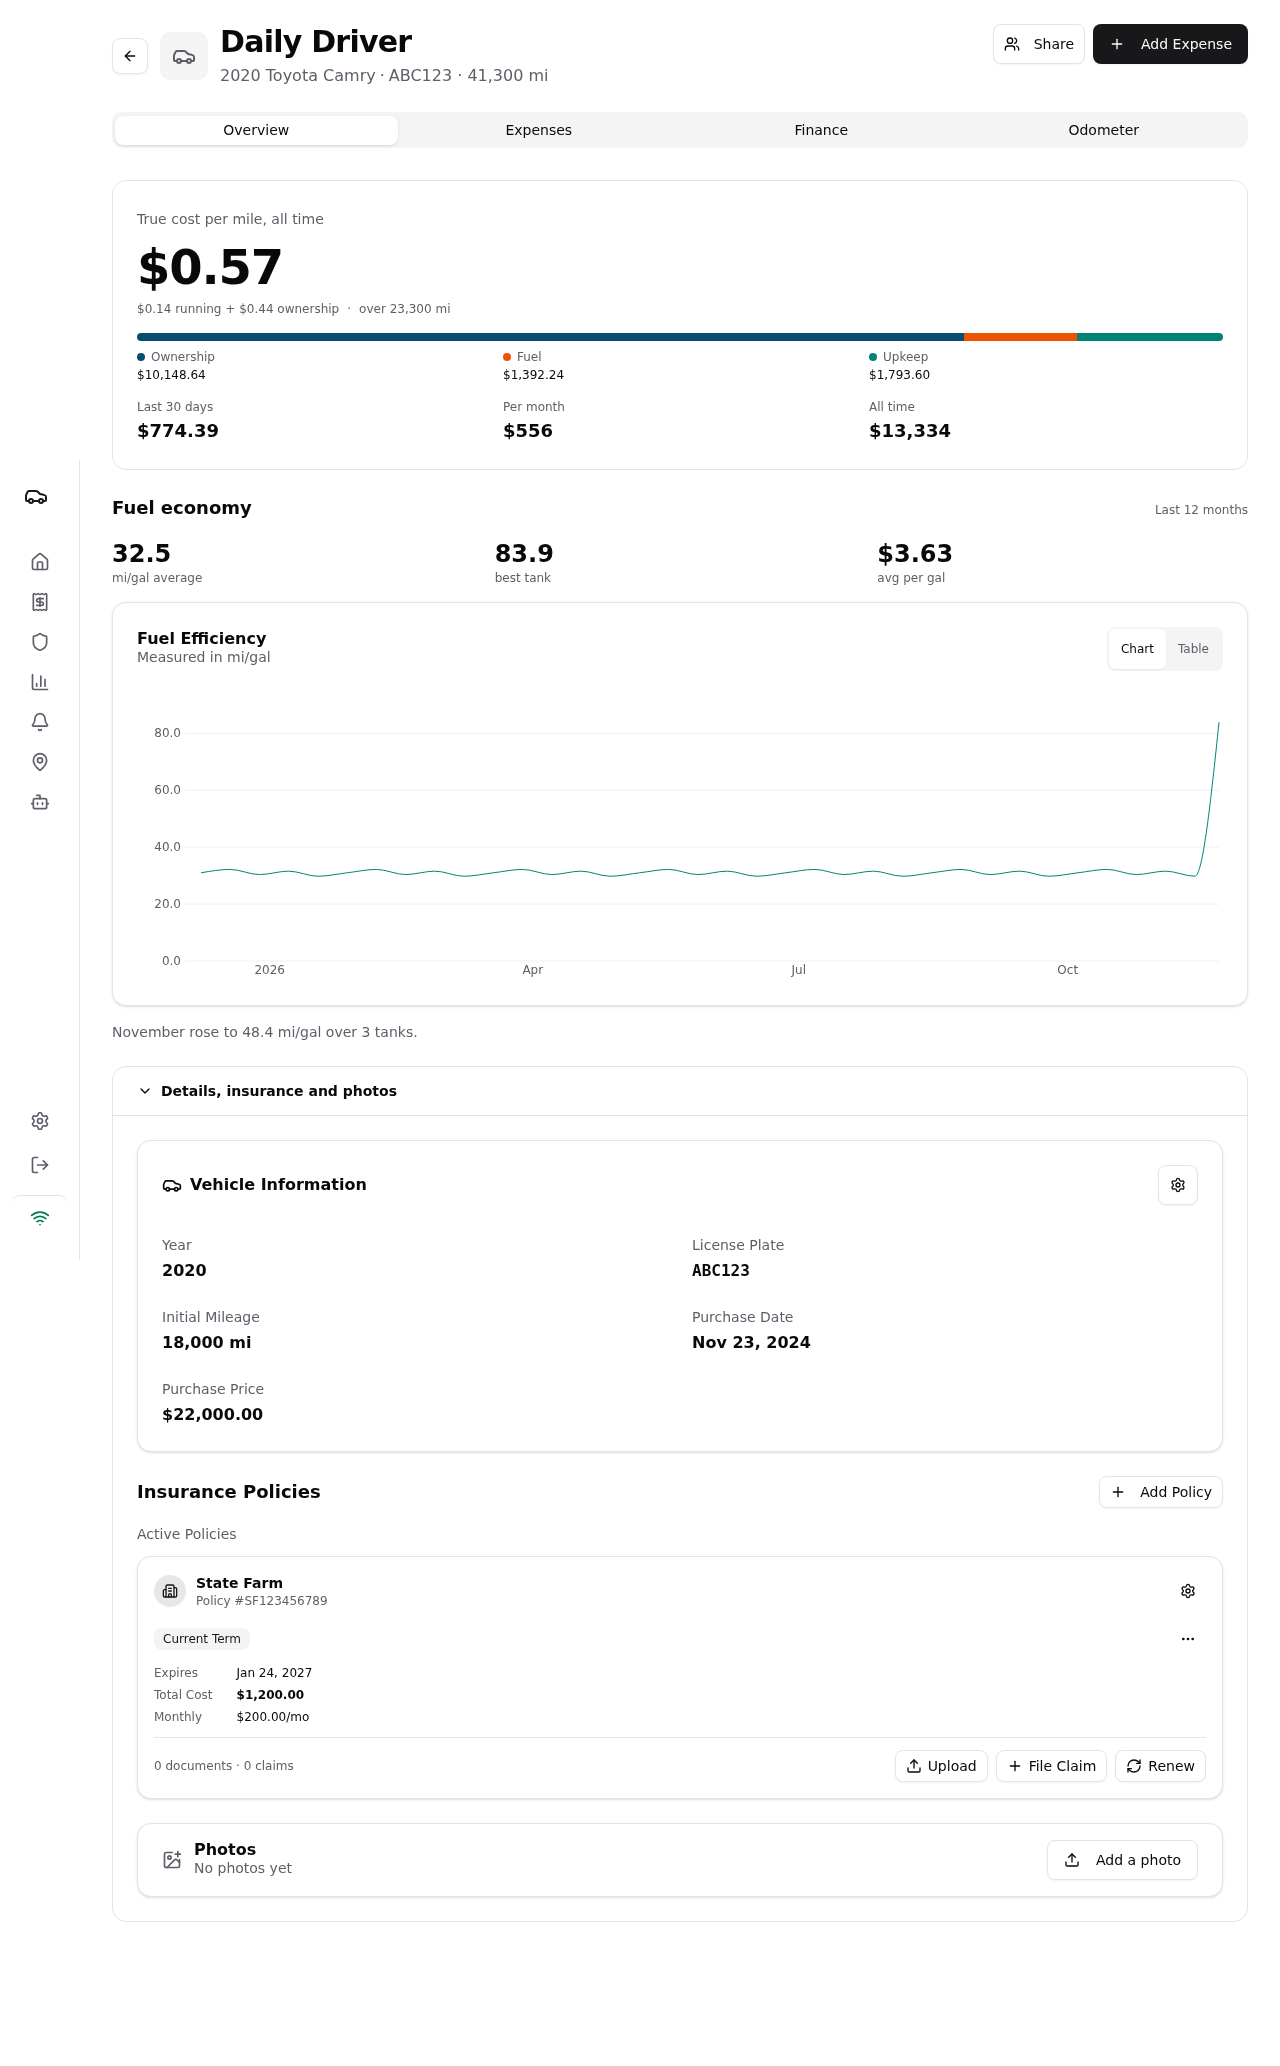 Daily Driver
2020 Toyota Camry · ABC123 · 41,300 mi
Share
Add Expense
Overview
Expenses
Finance
Odometer
True cost per mile, all time
$0.57
$0.14 running + $0.44 ownership · over 23,300 mi
Ownership
$10,148.64
Fuel
$1,392.24
Upkeep
$1,793.60
Last 30 days
$774.39
Per month
$556
All time
$13,334
Fuel economy
Last 12 months
32.5
mi/gal average
83.9
best tank
$3.63
avg per gal
Fuel Efficiency
Measured in mi/gal
Chart
Table
80.0
60.0
40.0
20.0
0.0
2026
Apr
Jul
Oct
November rose to 48.4 mi/gal over 3 tanks.
Details, insurance and photos
Vehicle Information
Year
2020
License Plate
ABC123
Initial Mileage
18,000 mi
Purchase Date
Nov 23, 2024
Purchase Price
$22,000.00
Insurance Policies
Add Policy
Active Policies
State Farm
Policy #SF123456789
Current Term
Expires Jan 24, 2027
Total Cost $1,200.00
Monthly $200.00/mo
0 documents · 0 claims
Upload
File Claim
Renew
Photos
No photos yet
Add a photo